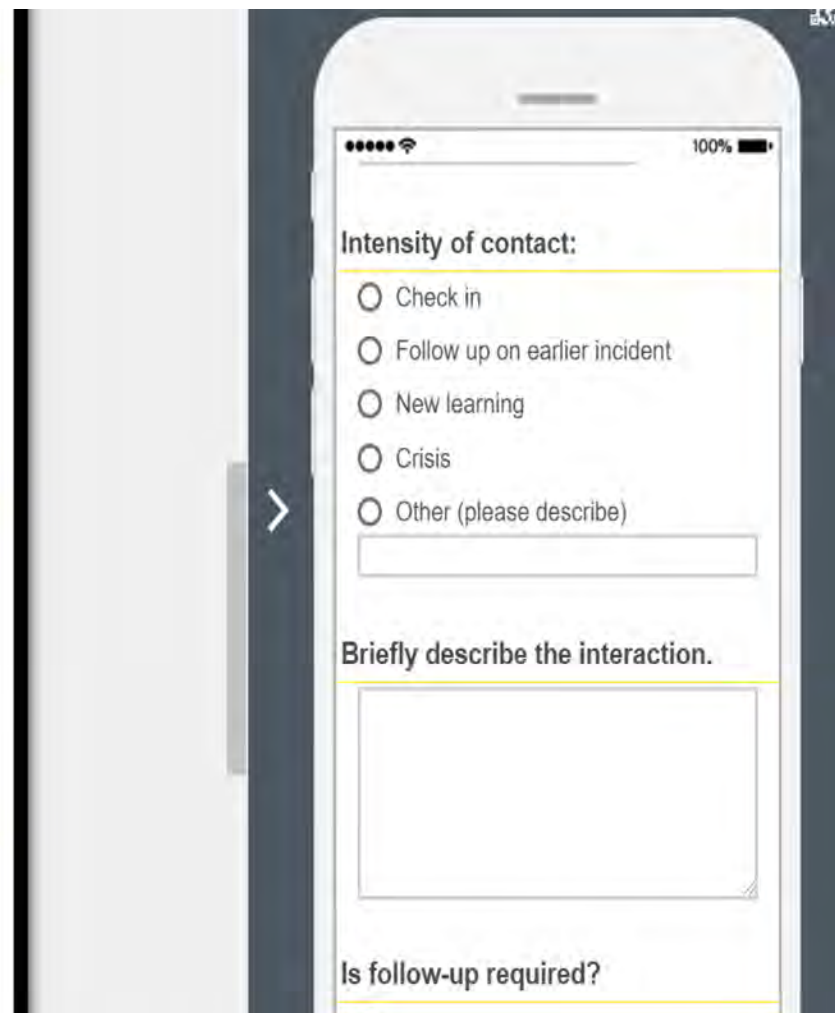 100%
Intensity of contact:
Check in
Follow up on earlier incident
New learning
Crisis
Other (please describe)
Briefly describe the interaction.
Is follow-up required?